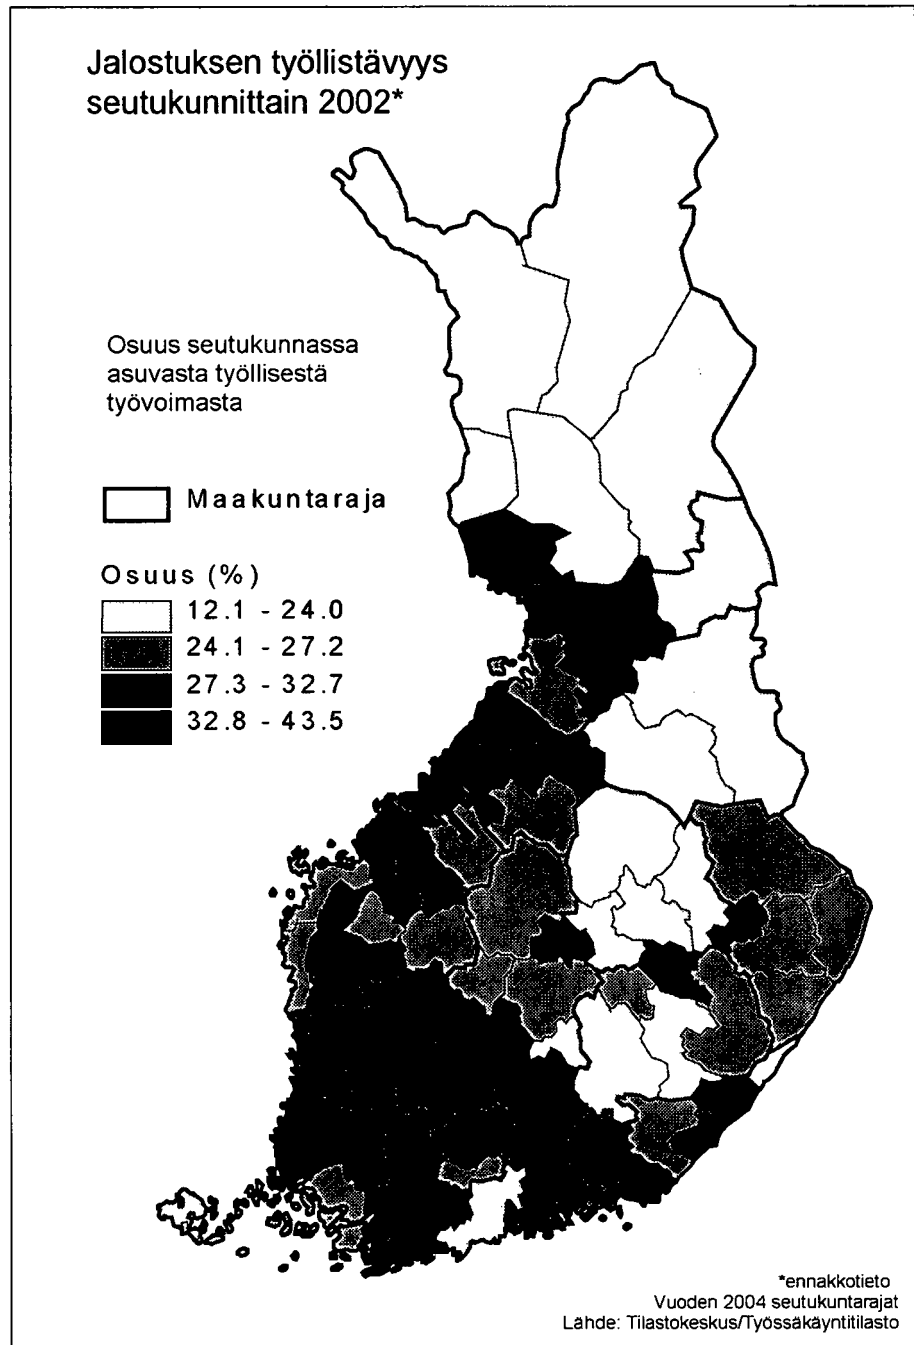 Jalostuksen työllistävyys
seutukunnittain 2002*
Osuus seutukunnassa
asuvasta työllisestä
työvoimasta
Maakuntaraja
Osuus (%)
12.1 - 24.0
24.1 - 27.2
27.3 - 32.7
32.8 - 43.5
*ennakkotieto
Vuoden 2004 seutukuntarajat
Lähde: Tilastokeskus/Työssäkäyntitilasto